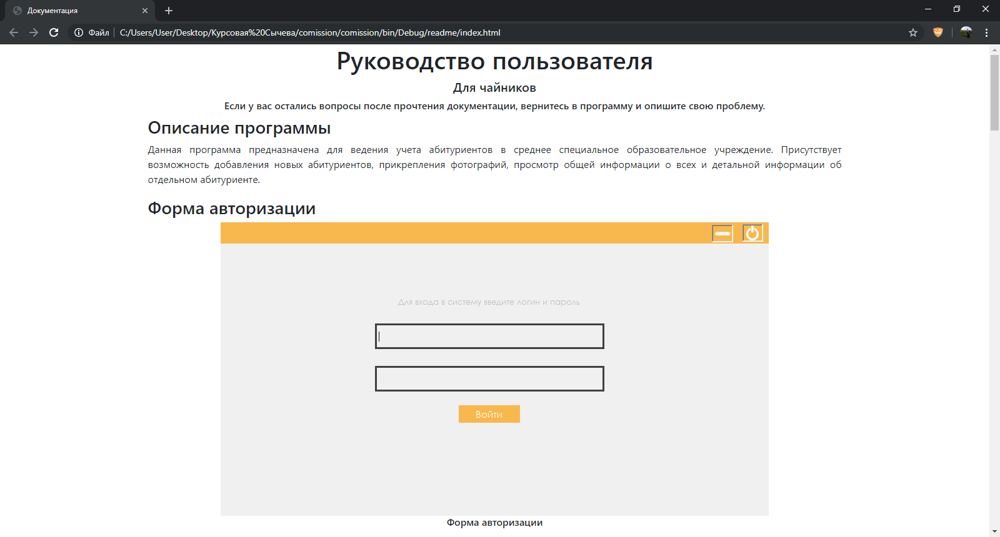 Документация
Файл
C:/Users/User/Desktop/Курсовая%20Сычева/comission/comission/bin/Debug/readme/index.html
Руководство пользователя
Для чайников
Если у вас остались вопросы после прочтения документации, вернитесь в программу и опишите свою проблему.
Описание программы
Данная программа предназначена для ведения учета абитуриентов в среднее специальное образовательное учреждение. Присутствует
возможность добавления новых абитуриентов, прикрепления фотографий, просмотр общей информации о всех и детальной информации об
отдельном абитуриенте.
Форма авторизации
Для входа в систему введите логин и пароль
Войти
Форма авторизации